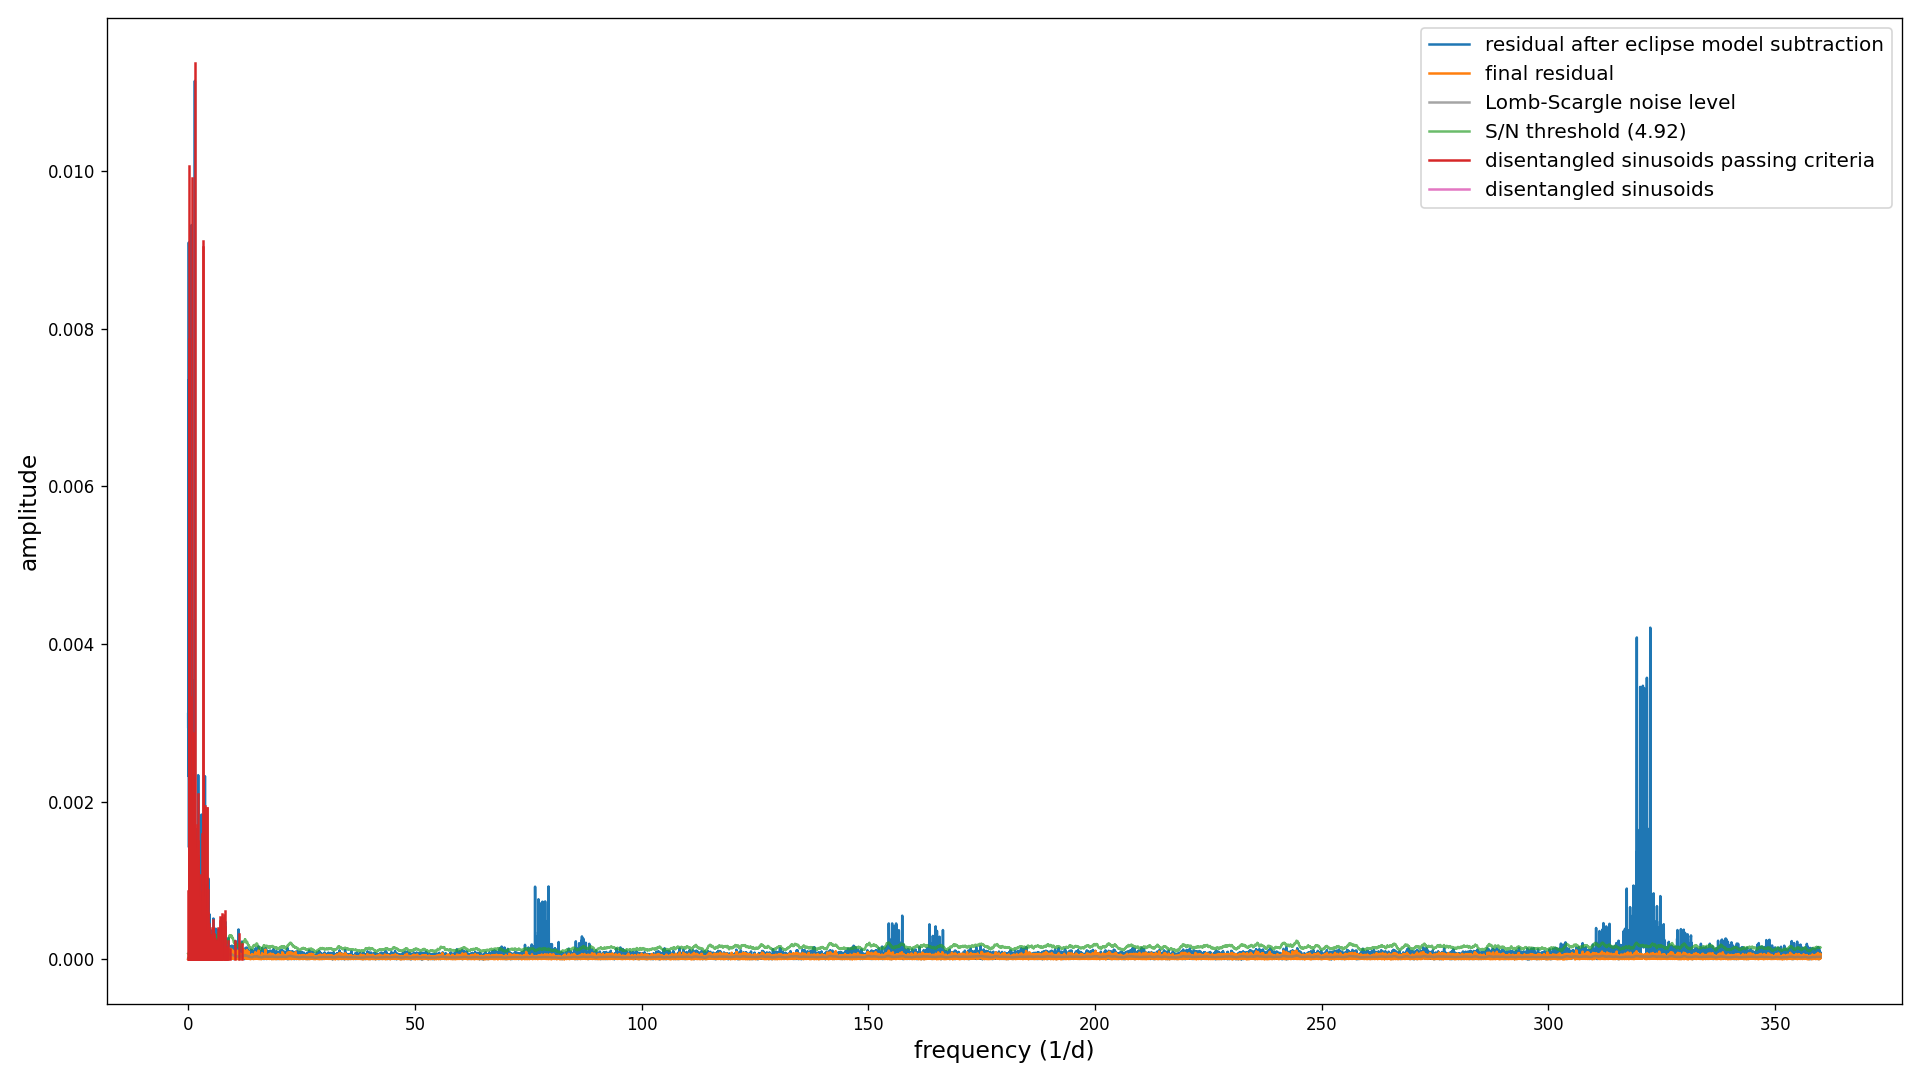 residual after eclipse model subtraction
final residual
Lomb-Scargle noise level
S/N threshold (4.92)
disentangled sinusoids passing criteria
disentangled sinusoids
amplitude
0.010
0.008
0.006
0.004
0.002
0.000
0 50 100 150 200 250 300 350
frequency (1/d)